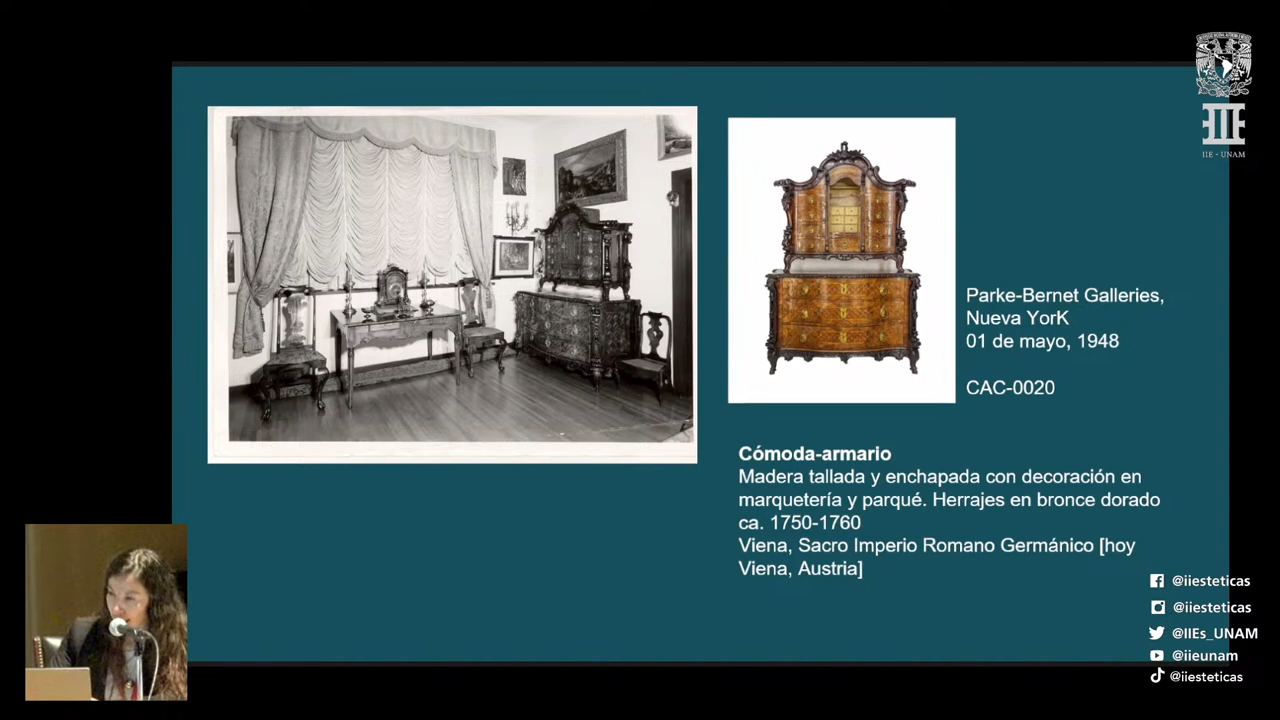 IIE - UNAM
Parke-Bernet Galleries,
Nueva YorK
01 de mayo, 1948
CAC-0020
Cómoda-armario
Madera tallada y enchapada con decoración en
marquetería y parqué. Herrajes en bronce dorado
ca. 1750-1760
Viena, Sacro Imperio Romano Germánico [hoy
Viena, Austria]
@iiesteticas
@iiesteticas
@IIEs_UNAM
@iieunam
@iiesteticas